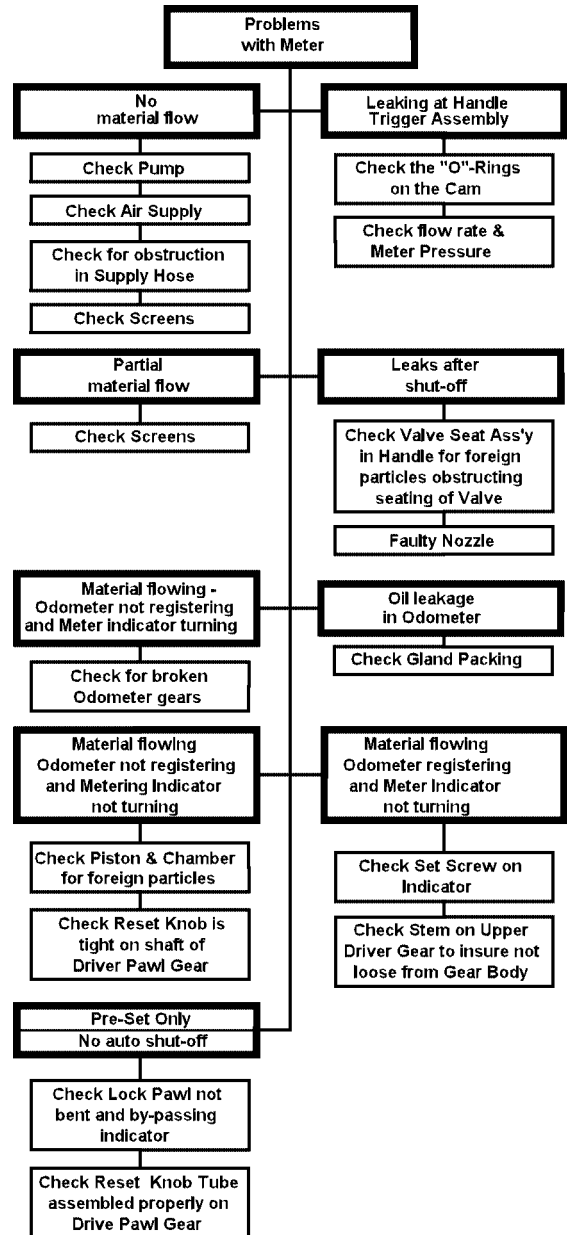 Problems
with Meter
No
material flow
Check Pump
Check Air Supply
Check for obstruction
in Supply Hose
Check Screens
Leaking at Handle
Trigger Assembly
Check the "O"-Rings
on the Cam
Check flow rate &
Meter Pressure
Partial
material flow
Check Screens
Leaks after
shut-off
Check Valve Seat Ass'y
in Handle for foreign
particles obstructing
seating of Valve
Faulty Nozzle
Material flowing -
Odometer not registering
and Meter indicator turning
Check for broken
Odometer gears
Oil leakage
in Odometer
Check Gland Packing
Material flowing
Odometer not registering
and Metering Indicator
not turning
Check Piston & Chamber
for foreign particles
Check Reset Knob is
tight on shaft of
Driver Pawl Gear
Material flowing
Odometer registering
and Meter Indicator
not turning
Check Set Screw on
Indicator
Check Stem on Upper
Driver Gear to insure not
loose from Gear Body
Pre-Set Only
No auto shut-off
Check Lock Pawl not
bent and by-passing
indicator
Check Reset Knob Tube
assembled properly on
Drive Pawl Gear